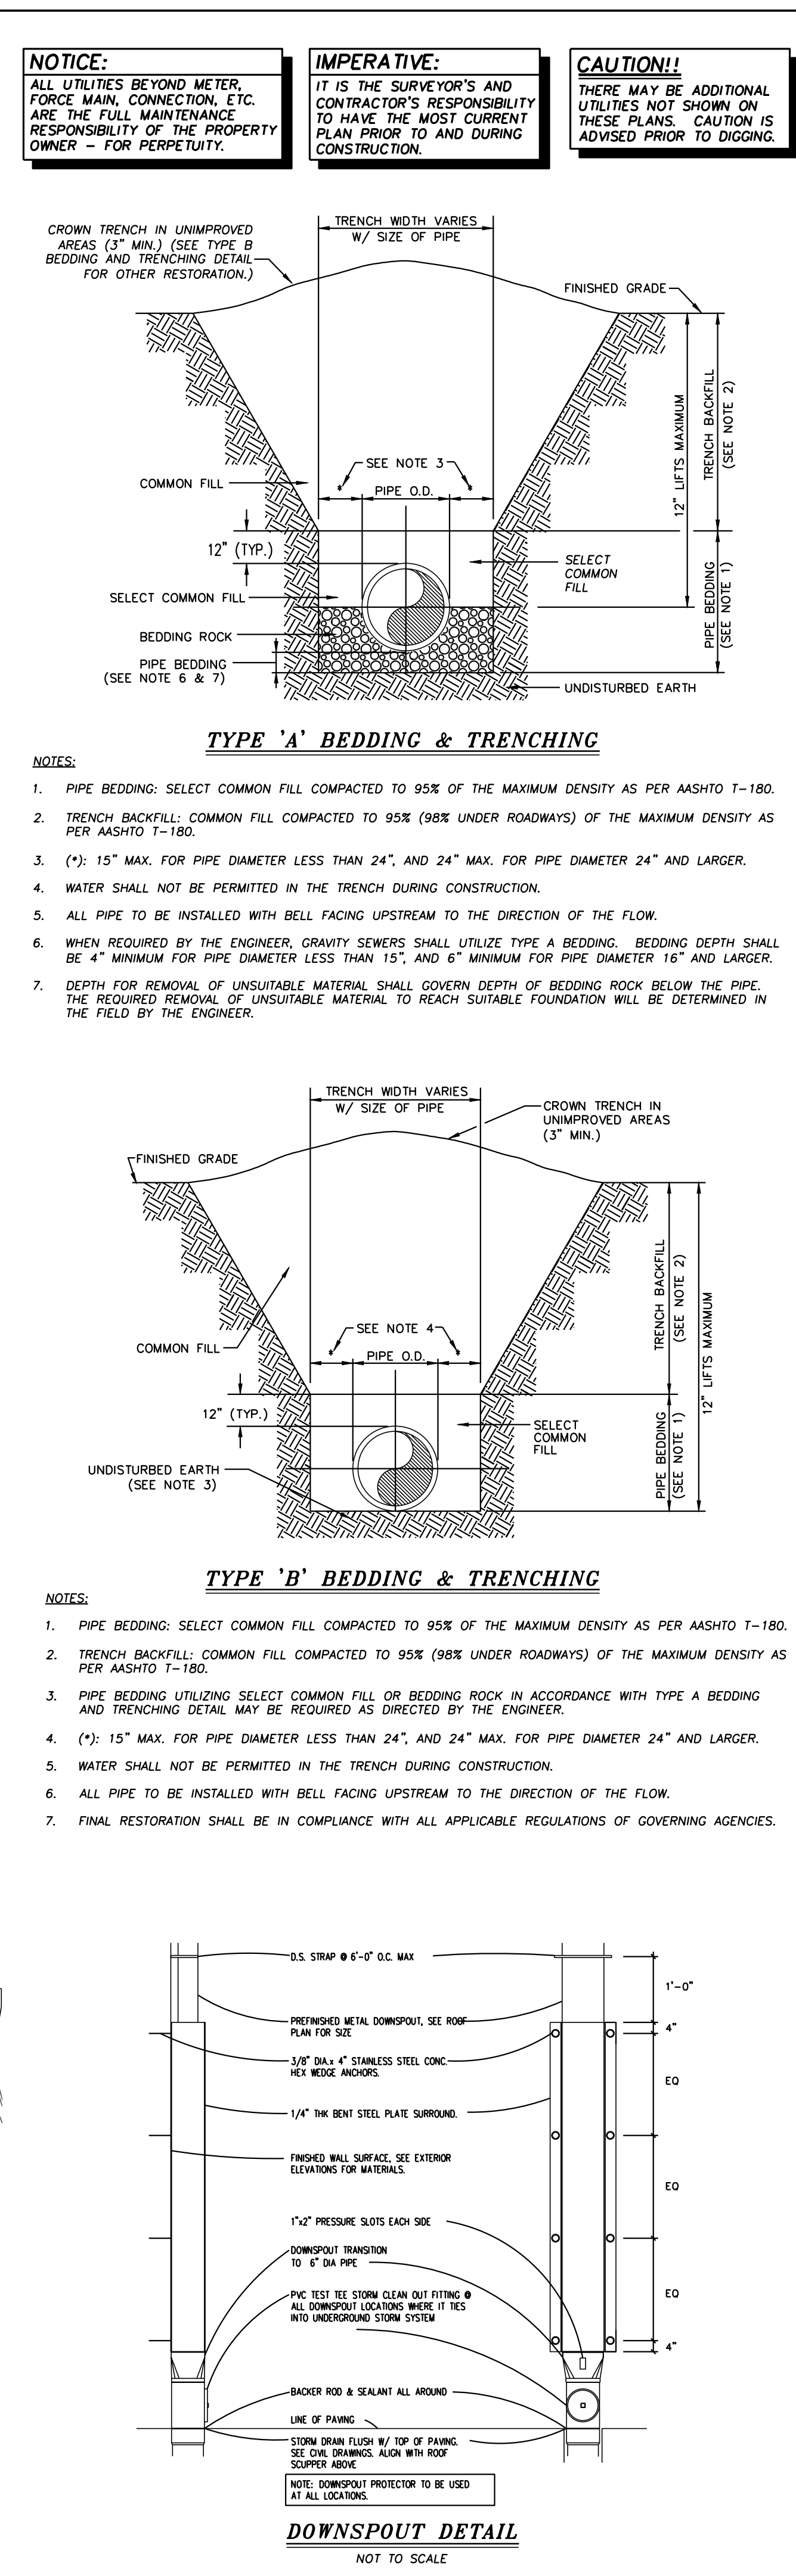 NOTICE:
ALL UTILITIES BEYOND METER,
FORCE MAIN, CONNECTION, ETC.
ARE THE FULL MAINTENANCE
RESPONSIBILITY OF THE PROPERTY
OWNER – FOR PERPETUITY.
IMPERATIVE:
IT IS THE SURVEYOR'S AND
CONTRACTOR'S RESPONSIBILITY
TO HAVE THE MOST CURRENT
PLAN PRIOR TO AND DURING
CONSTRUCTION.
CAUTION!!
THERE MAY BE ADDITIONAL
UTILITIES NOT SHOWN ON
THESE PLANS. CAUTION IS
ADVISED PRIOR TO DIGGING.
TRENCH WIDTH VARIES
W/ SIZE OF PIPE
CROWN TRENCH IN UNIMPROVED
AREAS (3" MIN.) (SEE TYPE B
BEDDING AND TRENCHING DETAIL
FOR OTHER RESTORATION.)
FINISHED GRADE
12" LIFTS MAXIMUM
TRENCH BACKFILL
(SEE NOTE 2)
SEE NOTE 3
* *
PIPE O.D.
COMMON FILL
12" (TYP.)
SELECT
COMMON
FILL
SELECT COMMON FILL
PIPE BEDDING
(SEE NOTE 1)
BEDDING ROCK
PIPE BEDDING
(SEE NOTE 6 & 7)
UNDISTURBED EARTH
TYPE 'A' BEDDING & TRENCHING
NOTES:
1. PIPE BEDDING: SELECT COMMON FILL COMPACTED TO 95% OF THE MAXIMUM DENSITY AS PER AASHTO T–180.
2. TRENCH BACKFILL: COMMON FILL COMPACTED TO 95% (98% UNDER ROADWAYS) OF THE MAXIMUM DENSITY AS
PER AASHTO T–180.
3. (*): 15" MAX. FOR PIPE DIAMETER LESS THAN 24", AND 24" MAX. FOR PIPE DIAMETER 24" AND LARGER.
4. WATER SHALL NOT BE PERMITTED IN THE TRENCH DURING CONSTRUCTION.
5. ALL PIPE TO BE INSTALLED WITH BELL FACING UPSTREAM TO THE DIRECTION OF THE FLOW.
6. WHEN REQUIRED BY THE ENGINEER, GRAVITY SEWERS SHALL UTILIZE TYPE A BEDDING. BEDDING DEPTH SHALL
BE 4" MINIMUM FOR PIPE DIAMETER LESS THAN 15", AND 6" MINIMUM FOR PIPE DIAMETER 16" AND LARGER.
7. DEPTH FOR REMOVAL OF UNSUITABLE MATERIAL SHALL GOVERN DEPTH OF BEDDING ROCK BELOW THE PIPE.
THE REQUIRED REMOVAL OF UNSUITABLE MATERIAL TO REACH SUITABLE FOUNDATION WILL BE DETERMINED IN
THE FIELD BY THE ENGINEER.
TRENCH WIDTH VARIES
W/ SIZE OF PIPE
CROWN TRENCH IN
UNIMPROVED AREAS
(3" MIN.)
FINISHED GRADE
TRENCH BACKFILL
(SEE NOTE 2)
12" LIFTS MAXIMUM
SEE NOTE 4
* *
PIPE O.D.
COMMON FILL
12" (TYP.)
SELECT
COMMON
FILL
PIPE BEDDING
(SEE NOTE 1)
UNDISTURBED EARTH
(SEE NOTE 3)
TYPE 'B' BEDDING & TRENCHING
NOTES:
1. PIPE BEDDING: SELECT COMMON FILL COMPACTED TO 95% OF THE MAXIMUM DENSITY AS PER AASHTO T–180.
2. TRENCH BACKFILL: COMMON FILL COMPACTED TO 95% (98% UNDER ROADWAYS) OF THE MAXIMUM DENSITY AS
PER AASHTO T–180.
3. PIPE BEDDING UTILIZING SELECT COMMON FILL OR BEDDING ROCK IN ACCORDANCE WITH TYPE A BEDDING
AND TRENCHING DETAIL MAY BE REQUIRED AS DIRECTED BY THE ENGINEER.
4. (*): 15" MAX. FOR PIPE DIAMETER LESS THAN 24", AND 24" MAX. FOR PIPE DIAMETER 24" AND LARGER.
5. WATER SHALL NOT BE PERMITTED IN THE TRENCH DURING CONSTRUCTION.
6. ALL PIPE TO BE INSTALLED WITH BELL FACING UPSTREAM TO THE DIRECTION OF THE FLOW.
7. FINAL RESTORATION SHALL BE IN COMPLIANCE WITH ALL APPLICABLE REGULATIONS OF GOVERNING AGENCIES.
D.S. STRAP @ 6'-0" O.C. MAX
1'-0"
PREFINISHED METAL DOWNSPOUT, SEE ROOF
PLAN FOR SIZE
4"
3/8" DIA.x 4" STAINLESS STEEL CONC.
HEX WEDGE ANCHORS.
EQ
1/4" THK BENT STEEL PLATE SURROUND.
FINISHED WALL SURFACE, SEE EXTERIOR
ELEVATIONS FOR MATERIALS.
EQ
1"x2" PRESSURE SLOTS EACH SIDE
DOWNSPOUT TRANSITION
TO 6" DIA PIPE
EQ
PVC TEST TEE STORM CLEAN OUT FITTING @
ALL DOWNSPOUT LOCATIONS WHERE IT TIES
INTO UNDERGROUND STORM SYSTEM
4"
BACKER ROD & SEALANT ALL AROUND
LINE OF PAVING
STORM DRAIN FLUSH W/ TOP OF PAVING.
SEE CIVIL DRAWINGS. ALIGN WITH ROOF
SCUPPER ABOVE
NOTE: DOWNSPOUT PROTECTOR TO BE USED
AT ALL LOCATIONS.
DOWNSPOUT DETAIL
NOT TO SCALE